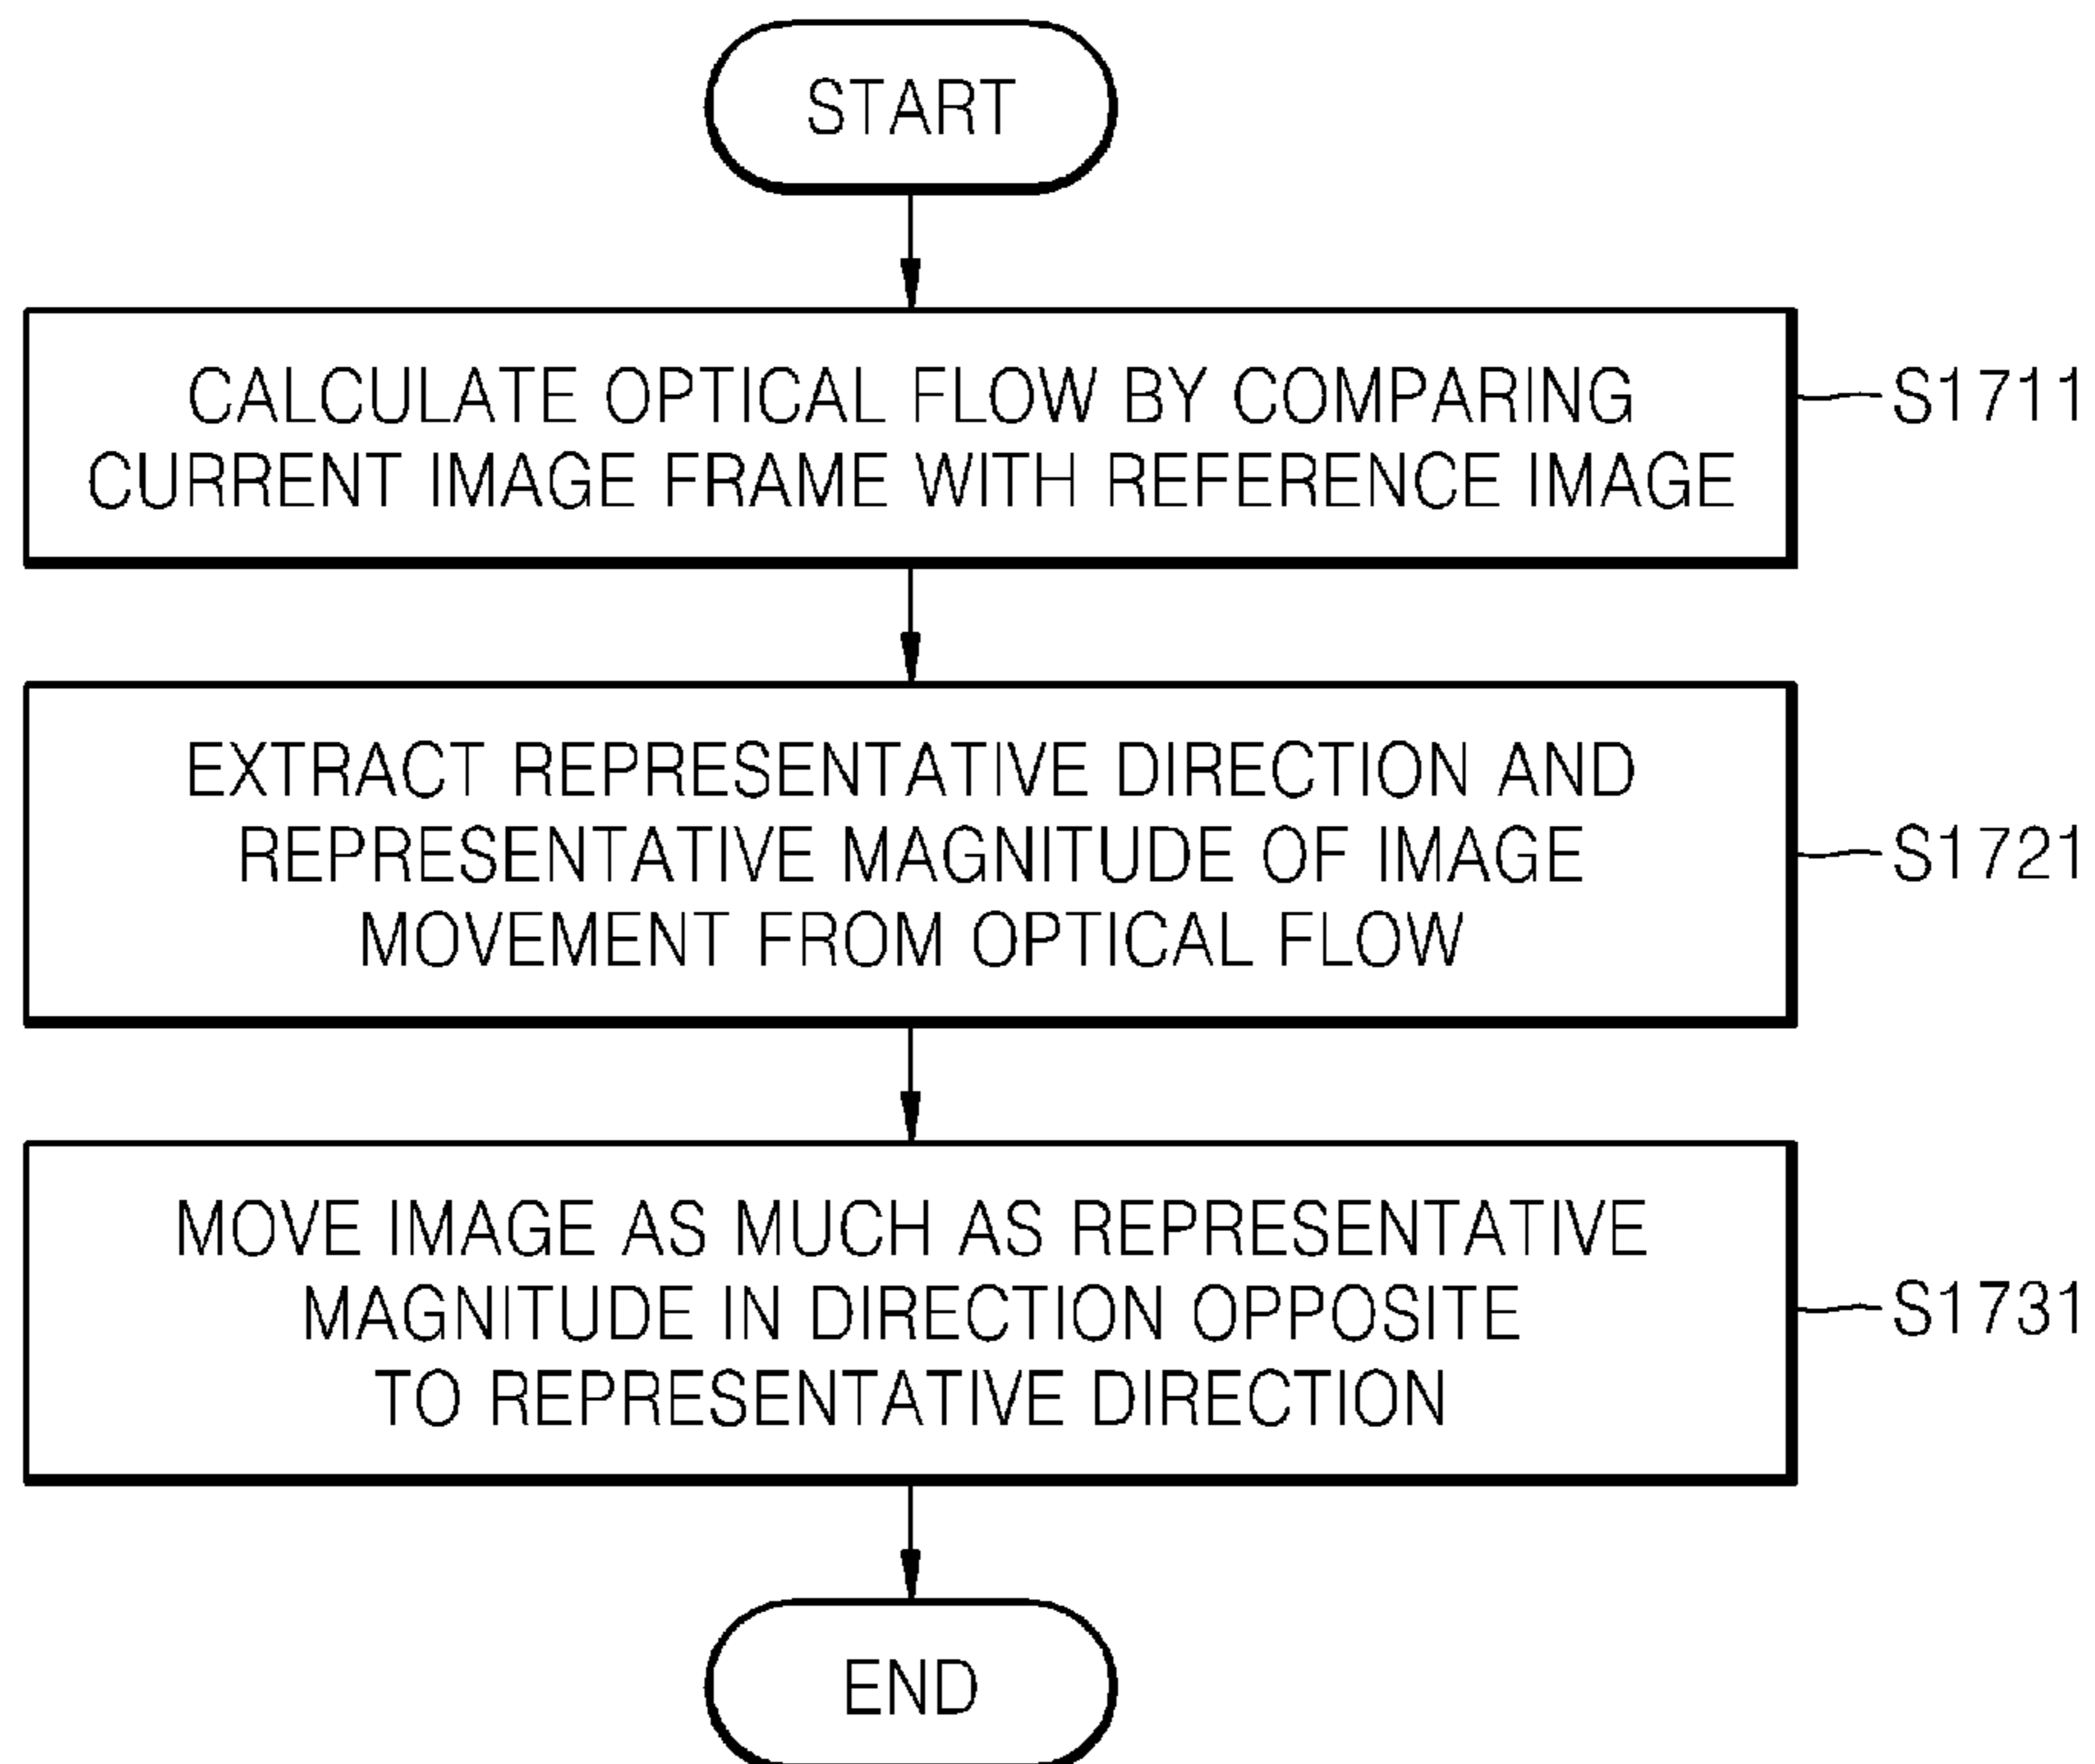 START
CALCULATE OPTICAL FLOW BY COMPARING
CURRENT IMAGE FRAME WITH REFERENCE IMAGE
S1711
EXTRACT REPRESENTATIVE DIRECTION AND
REPRESENTATIVE MAGNITUDE OF IMAGE
MOVEMENT FROM OPTICAL FLOW
S1721
MOVE IMAGE AS MUCH AS REPRESENTATIVE
MAGNITUDE IN DIRECTION OPPOSITE
TO REPRESENTATIVE DIRECTION
S1731
END